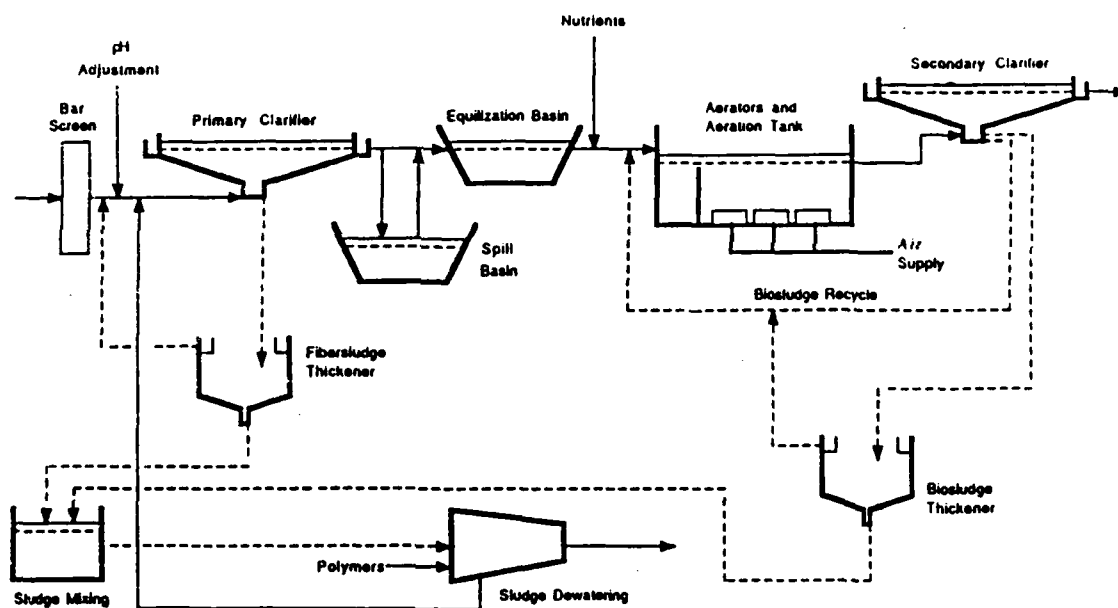 Nutrients
pH
Adjustment
Bar
Screen
Primary Clarifier
Equilization Basin
Aerators and
Aeration Tank
Secondary Clarifier
Spill
Basin
Air
Supply
Biosludge Recycle
Fibersludge
Thickener
Biosludge
Thickener
Polymers
Sludge Mixing
Sludge Dewatering